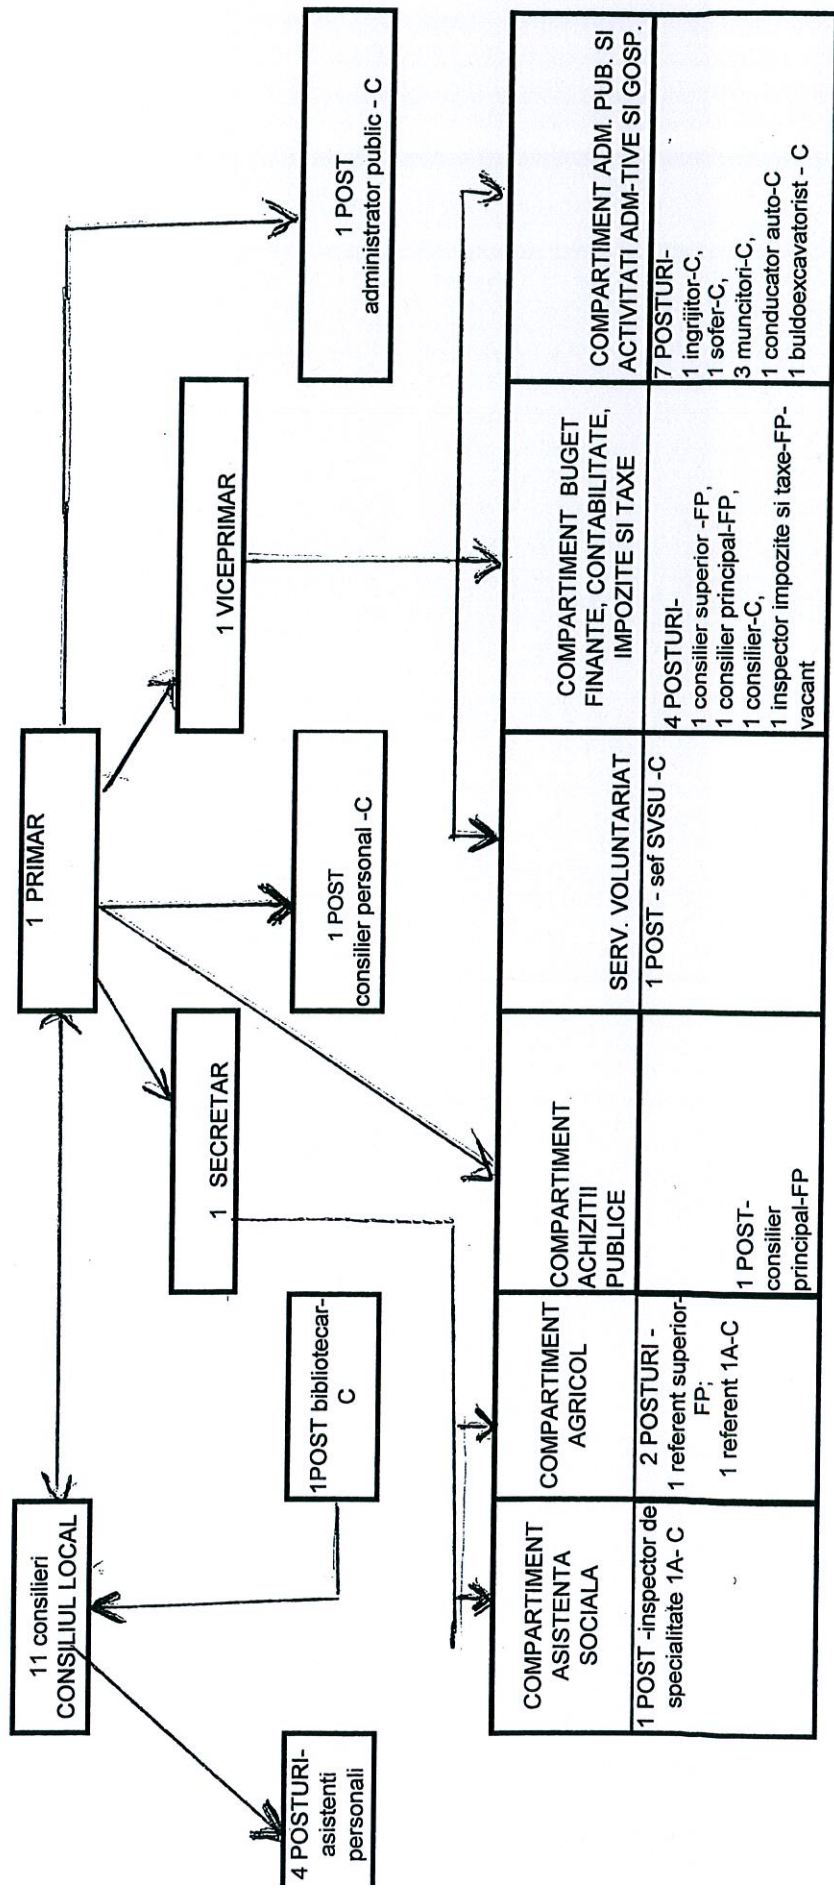 11 consilieri
CONSILIUL LOCAL
1 PRIMAR
1 SECRETAR
1 VICEPRIMAR
4 POSTURI-
asistenti
personali
1POST bibliotecar-
C
1 POST
consilier personal -C
1 POST
administrator public - C
COMPARTIMENT
ASISTENTA
SOCIALA
1 POST -inspector de
specialitate 1A- C
COMPARTIMENT
AGRICOL
2 POSTURI -
1 referent superior-
FP;
1 referent 1A-C
COMPARTIMENT
ACHIZITII
PUBLICE
1 POST-
consilier
principal-FP
SERV. VOLUNTARIAT
1 POST - sef SVSU -C
COMPARTIMENT BUGET
FINANTE, CONTABILITATE,
IMPOZITE SI TAXE
4 POSTURI-
1 consilier superior -FP,
1 consilier principal-FP,
1 consilier-C,
1 inspector impozite si taxe-FP-
vacant
COMPARTIMENT ADM. PUB. SI
ACTIVITATI ADM-TIVE SI GOSP.
7 POSTURI-
1 ingrijitor-C,
1 sofer-C,
3 muncitori-C,
1 conducator auto-C
1 buldoexcavatorist - C